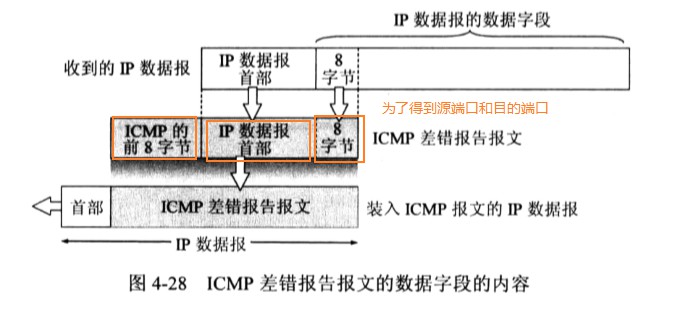 IP 数据报的数据字段
收到的 IP 数据报
IP 数据报
首部
8
字节
为了得到源端口和目的端口
ICMP 的
前 8 字节
IP 数据报
首部
8
字节
ICMP 差错报告报文
首部
ICMP 差错报告报文
装入 ICMP 报文的 IP 数据报
IP 数据报
图 4-28 ICMP 差错报告报文的数据字段的内容